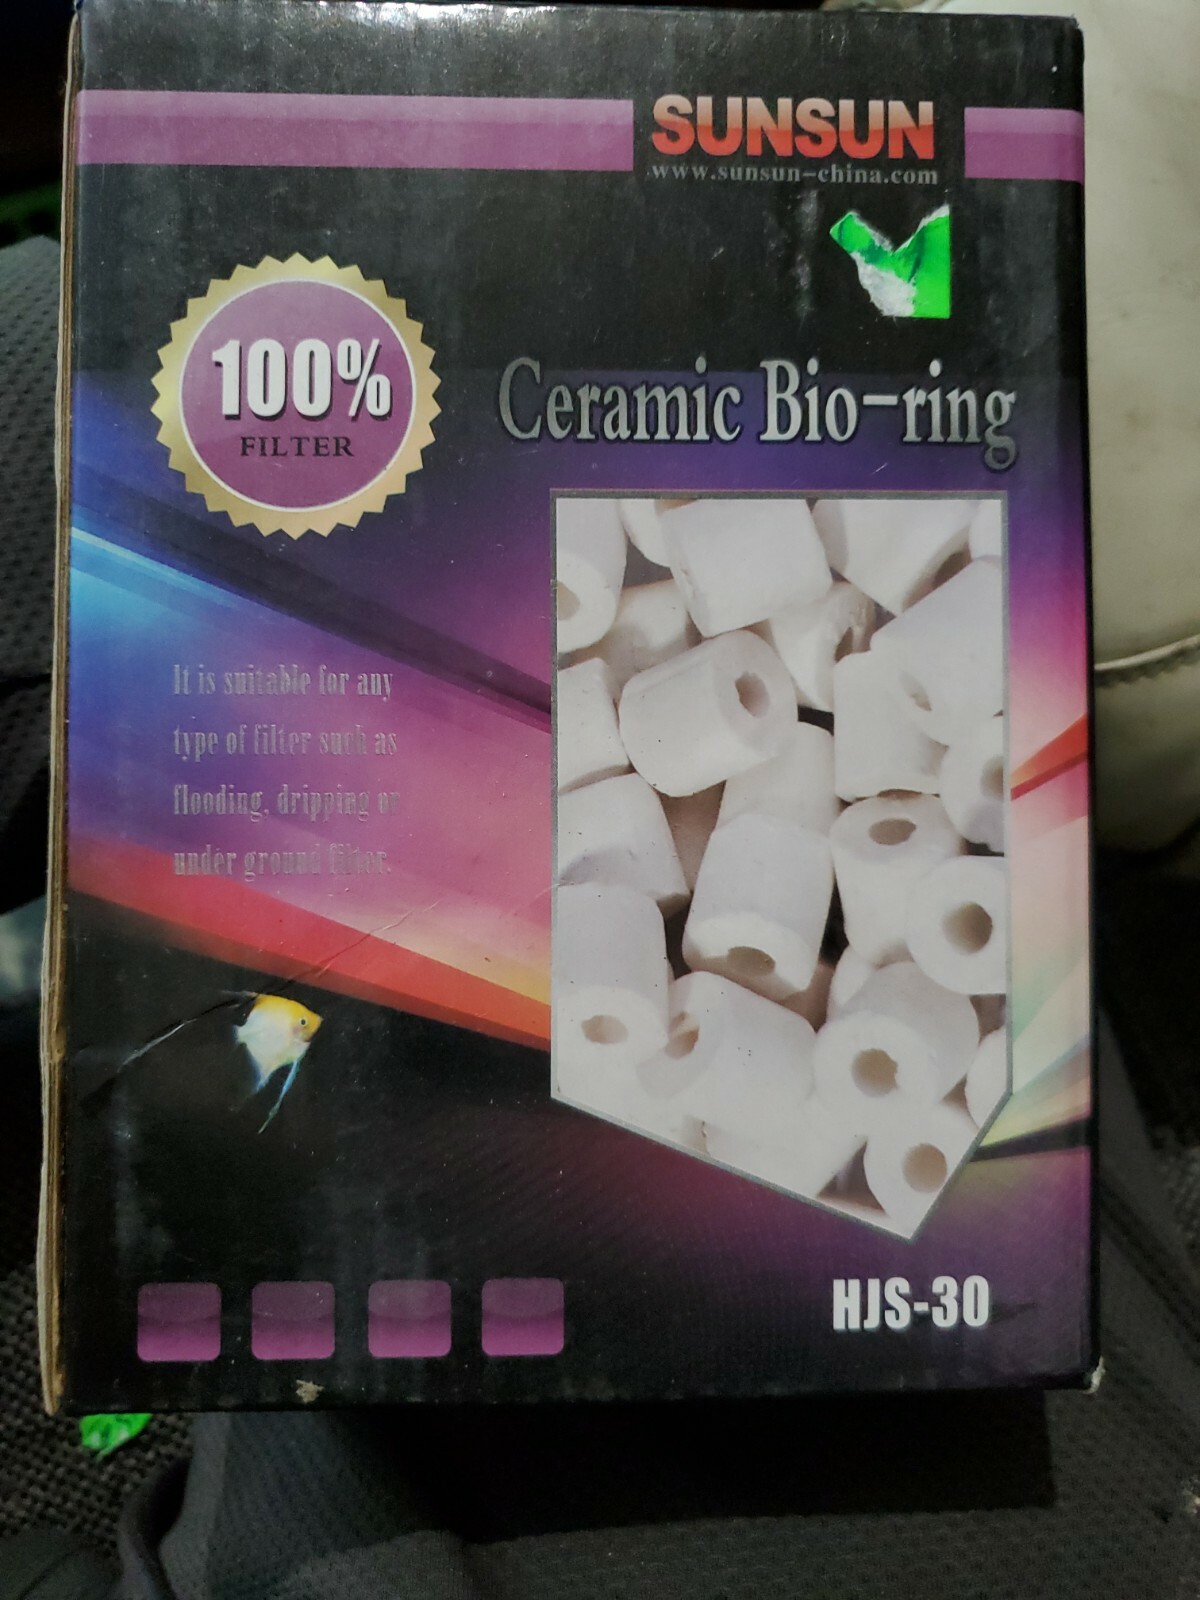 SUNSUN
www.sunsun-china.com
100%
FILTER
Ceramic Bio-ring
It is suitable for any
type of filter such as
flooding, dripping or
under ground filter.
HJS-30